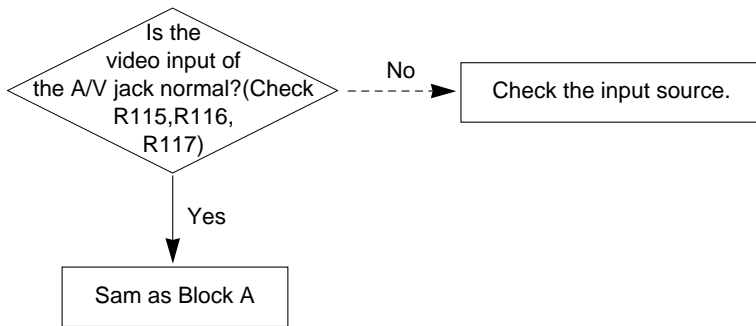 Is the
video input of
the A/V jack normal?(Check
R115,R116,
R117)
No
Check the input source.
Yes
Sam as Block A